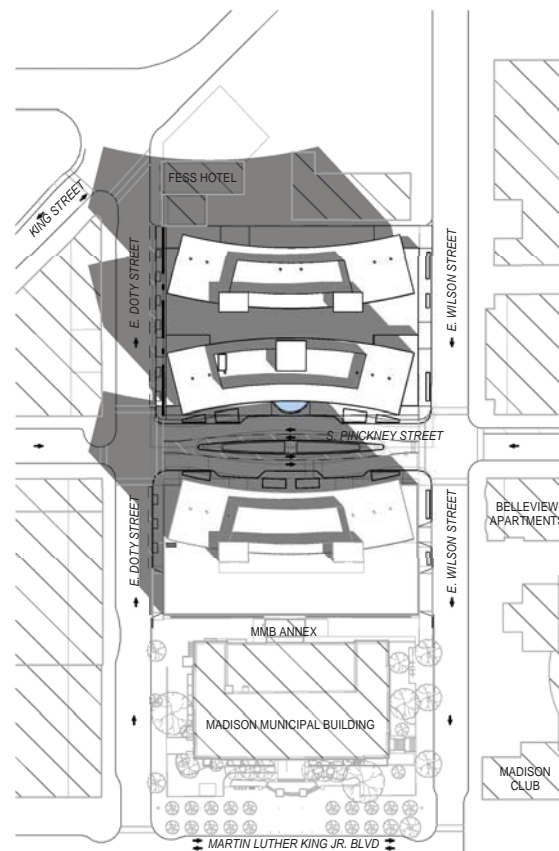 FESS HOTEL
KING STREET
E. DOTY STREET
E. WILSON STREET
S. PINCKNEY STREET
BELLEVIEW
APARTMENTS
E. DOTY STREET
E. WILSON STREET
MMB ANNEX
MADISON MUNICIPAL BUILDING
MADISON
CLUB
MARTIN LUTHER KING JR. BLVD